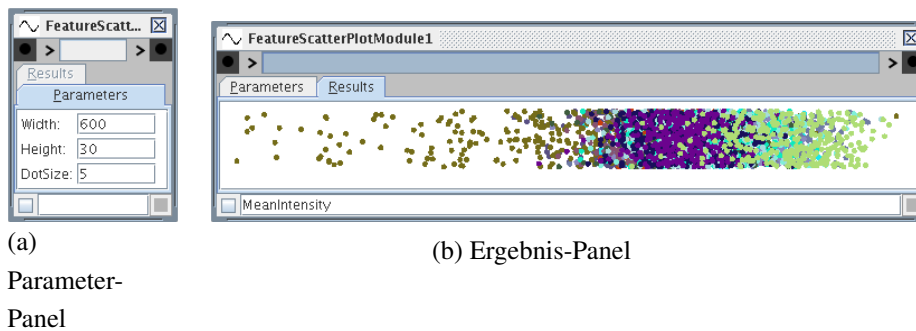 FeatureScatt...
> >
Results
Parameters
Width: 600
Height: 30
DotSize: 5
(a)
Parameter-
Panel
FeatureScatterPlotModule1
> >
Parameters Results
MeanIntensity
(b) Ergebnis-Panel